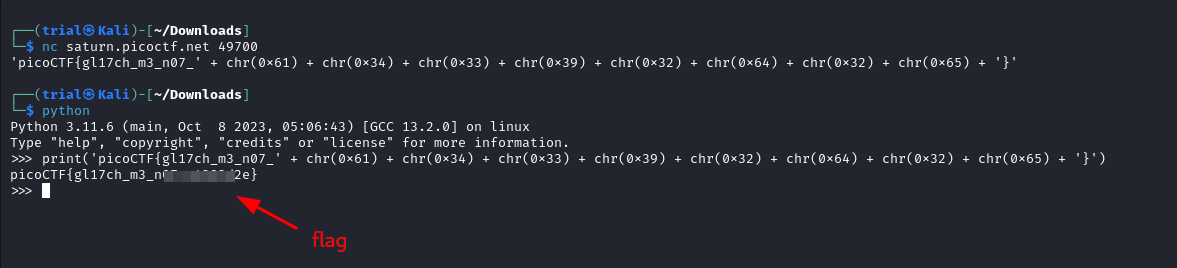 ┌──(trial㉿Kali)-[~/Downloads]
└─$ nc saturn.picoctf.net 49700
'picoCTF{gl17ch_m3_n07_' + chr(0×61) + chr(0×34) + chr(0×33) + chr(0×39) + chr(0×32) + chr(0×64) + chr(0×32) + chr(0×65) + '}'
┌──(trial㉿Kali)-[~/Downloads]
└─$ python
Python 3.11.6 (main, Oct  8 2023, 05:06:43) [GCC 13.2.0] on linux
Type "help", "copyright", "credits" or "license" for more information.
>>> print('picoCTF{gl17ch_m3_n07_' + chr(0×61) + chr(0×34) + chr(0×33) + chr(0×39) + chr(0×32) + chr(0×64) + chr(0×32) + chr(0×65) + '}')
picoCTF{gl17ch_m3_n 2e}
>>>
flag